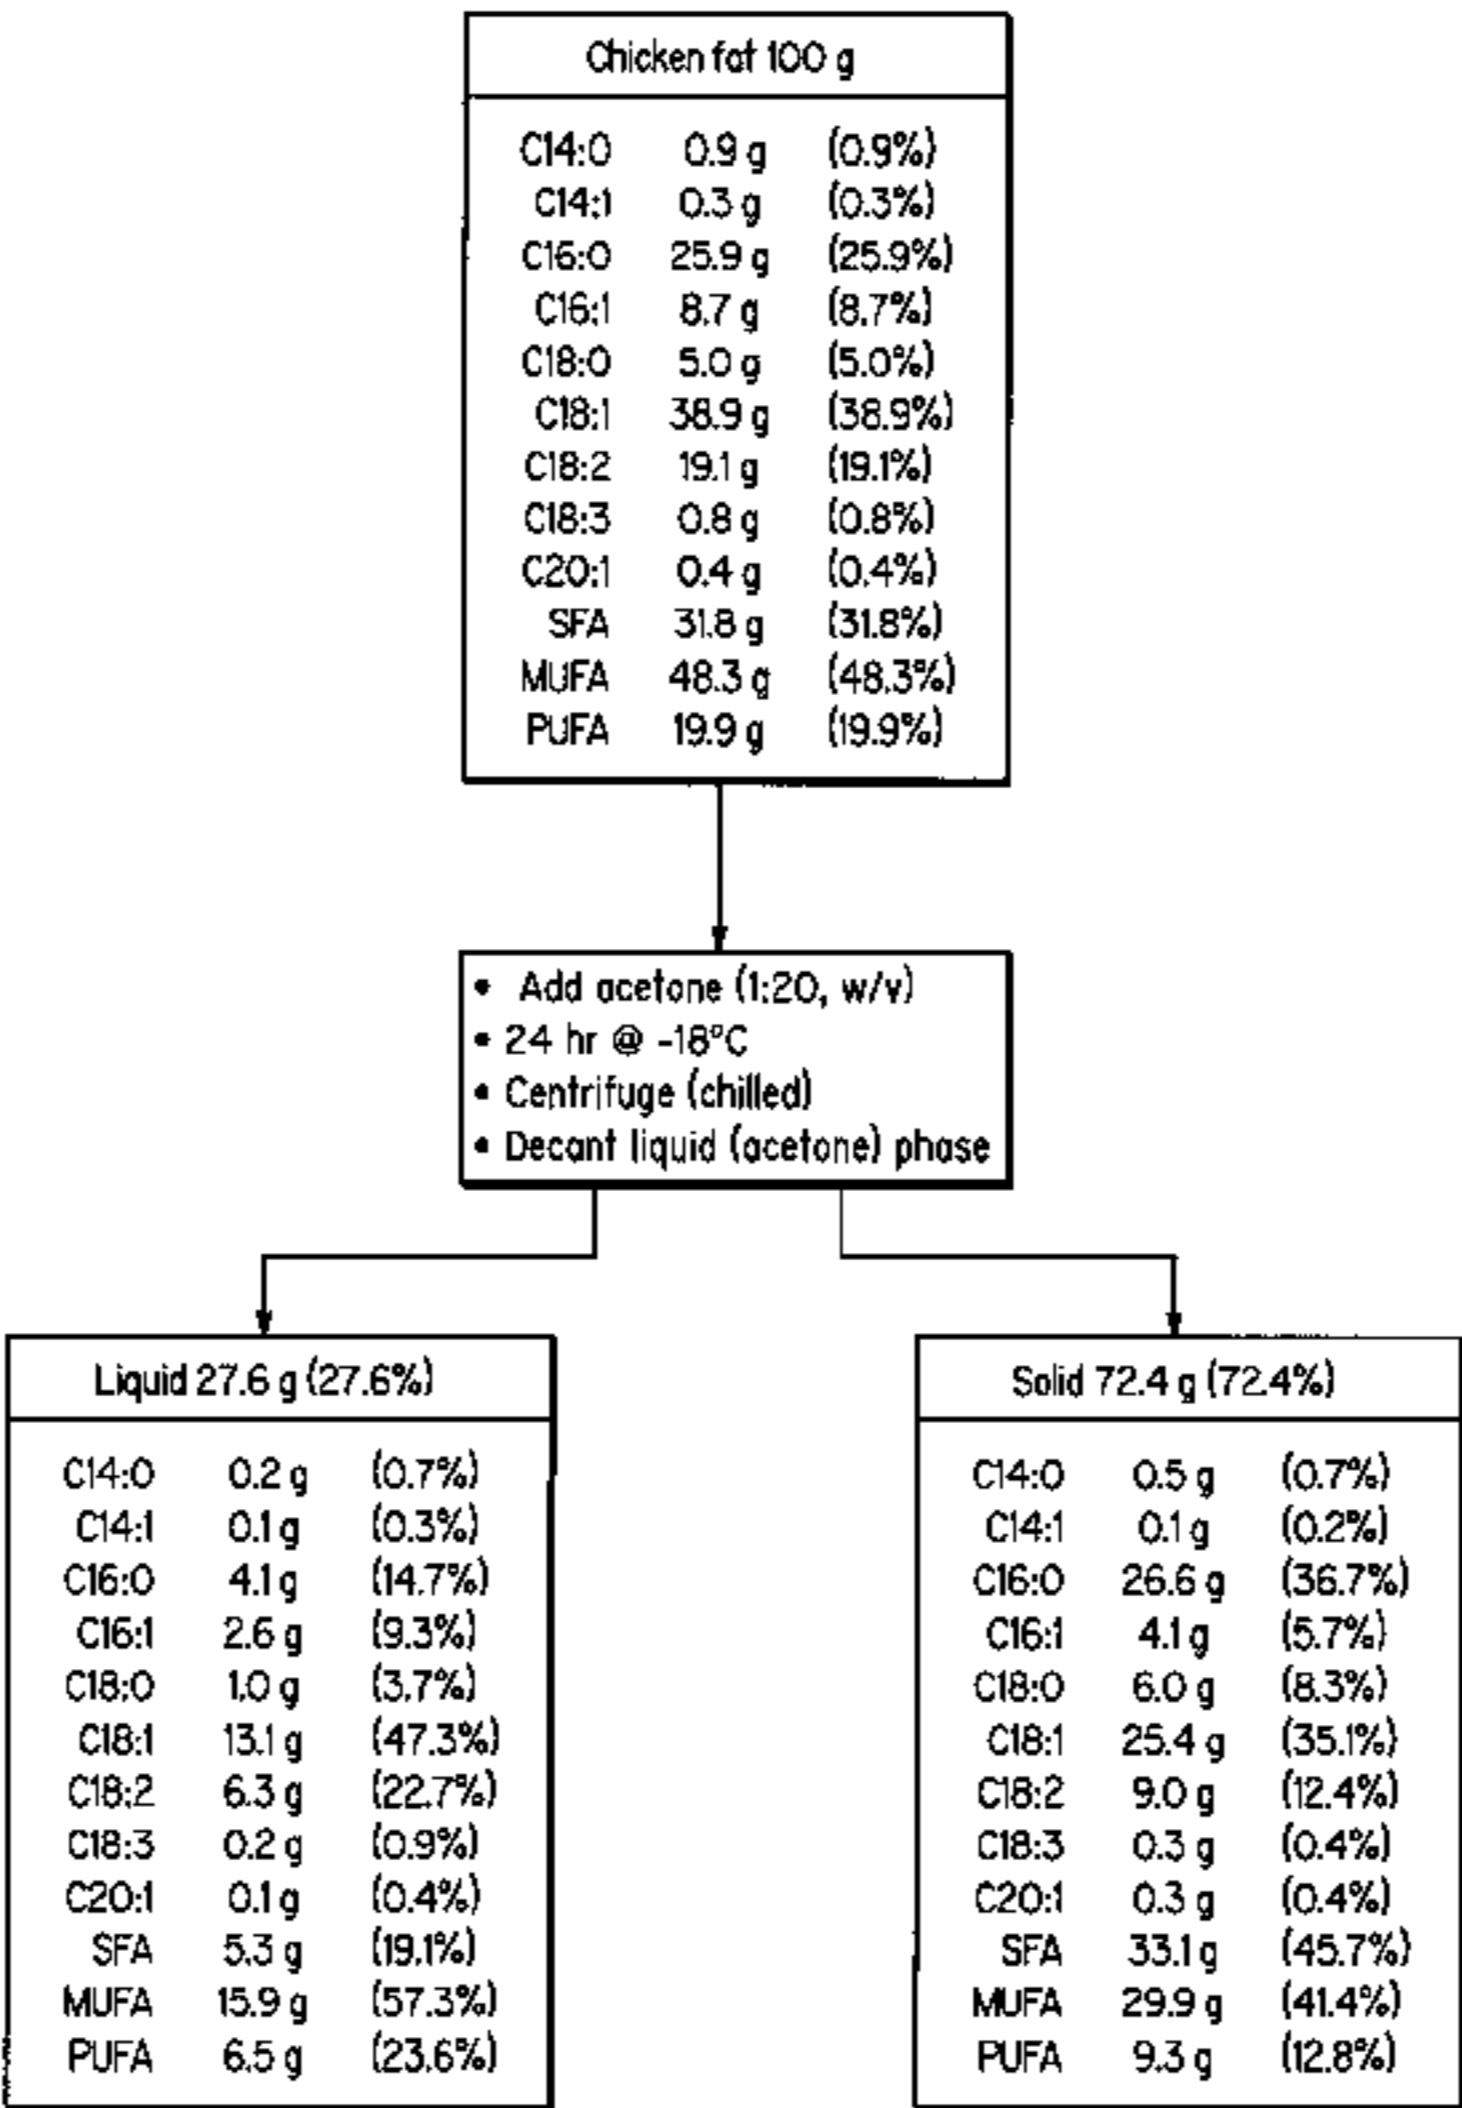 Chicken fat 100 g
C14:0 0.9 g (0.9%)
C14:1 0.3 g (0.3%)
C16:0 25.9 g (25.9%)
C16:1 8.7 g (8.7%)
C18:0 5.0 g (5.0%)
C18:1 38.9 g (38.9%)
C18:2 19.1 g (19.1%)
C18:3 0.8 g (0.8%)
C20:1 0.4 g (0.4%)
SFA 31.8 g (31.8%)
MUFA 48.3 g (48.3%)
PUFA 19.9 g (19.9%)
• Add acetone (1:20, w/v)
• 24 hr @ -18°C
• Centrifuge (chilled)
• Decant liquid (acetone) phase
Liquid 27.6 g (27.6%)
C14:0 0.2 g (0.7%)
C14:1 0.1 g (0.3%)
C16:0 4.1 g (14.7%)
C16:1 2.6 g (9.3%)
C18:0 1.0 g (3.7%)
C18:1 13.1 g (47.3%)
C18:2 6.3 g (22.7%)
C18:3 0.2 g (0.9%)
C20:1 0.1 g (0.4%)
SFA 5.3 g (19.1%)
MUFA 15.9 g (57.3%)
PUFA 6.5 g (23.6%)
Solid 72.4 g (72.4%)
C14:0 0.5 g (0.7%)
C14:1 0.1 g (0.2%)
C16:0 26.6 g (36.7%)
C16:1 4.1 g (5.7%)
C18:0 6.0 g (8.3%)
C18:1 25.4 g (35.1%)
C18:2 9.0 g (12.4%)
C18:3 0.3 g (0.4%)
C20:1 0.3 g (0.4%)
SFA 33.1 g (45.7%)
MUFA 29.9 g (41.4%)
PUFA 9.3 g (12.8%)